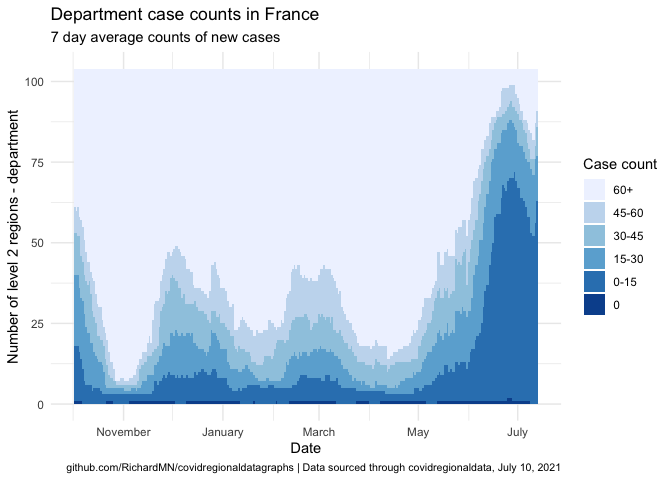 Department case counts in France
7 day average counts of new cases
Number of level 2 regions - department
100
75
50
25
0
November
January
March
May
July
Date
Case count
60+
45-60
30-45
15-30
0-15
0
github.com/RichardMN/covidregionaldatagraphs | Data sourced through covidregionaldata, July 10, 2021